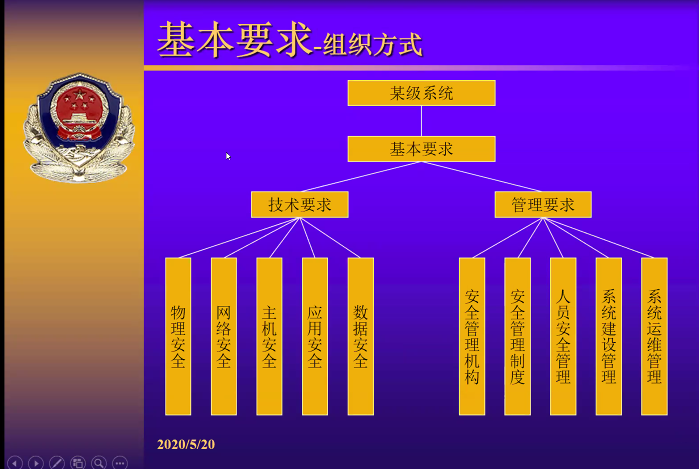 基本要求-组织方式
某级系统
基本要求
技术要求
管理要求
物理安全
网络安全
主机安全
应用安全
数据安全
安全管理机构
安全管理制度
人员安全管理
系统建设管理
系统运维管理
2020/5/20